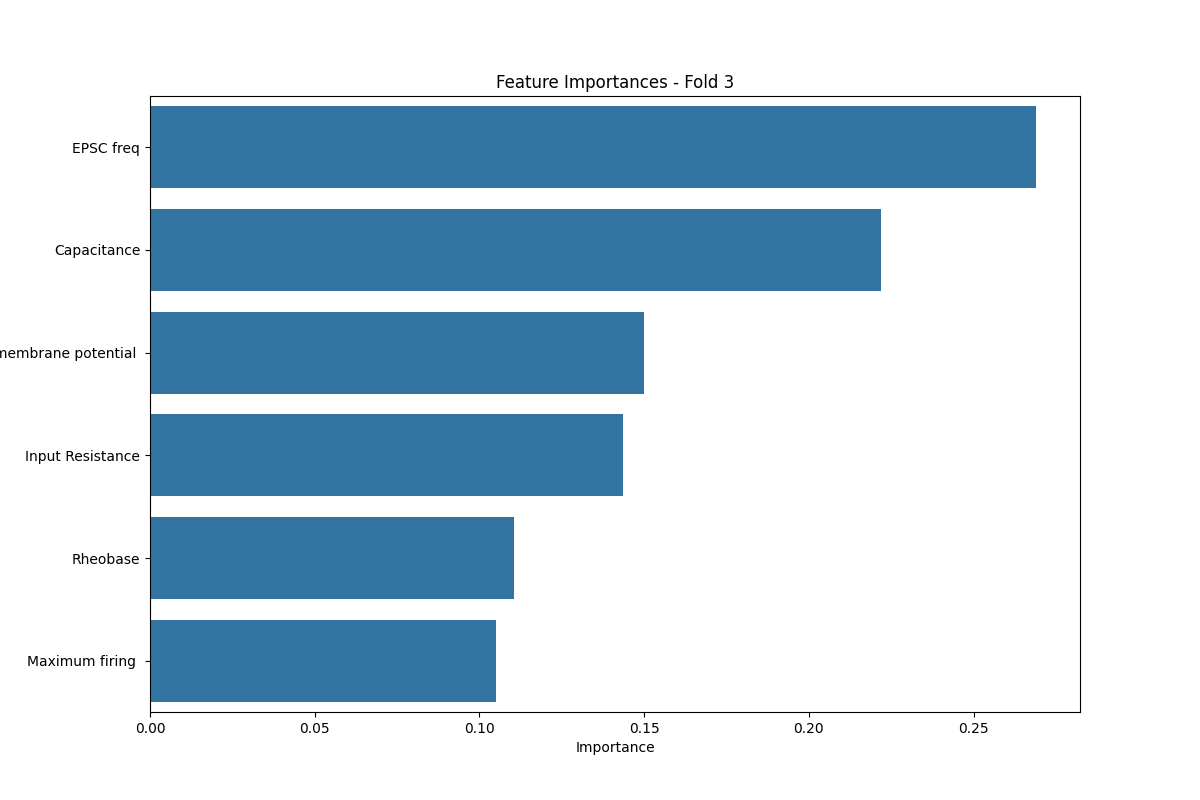 Feature Importances - Fold 3
EPSC freq
Capacitance
membrane potential
Input Resistance
Rheobase
Maximum firing
0.00 0.05 0.10 0.15 0.20 0.25
Importance